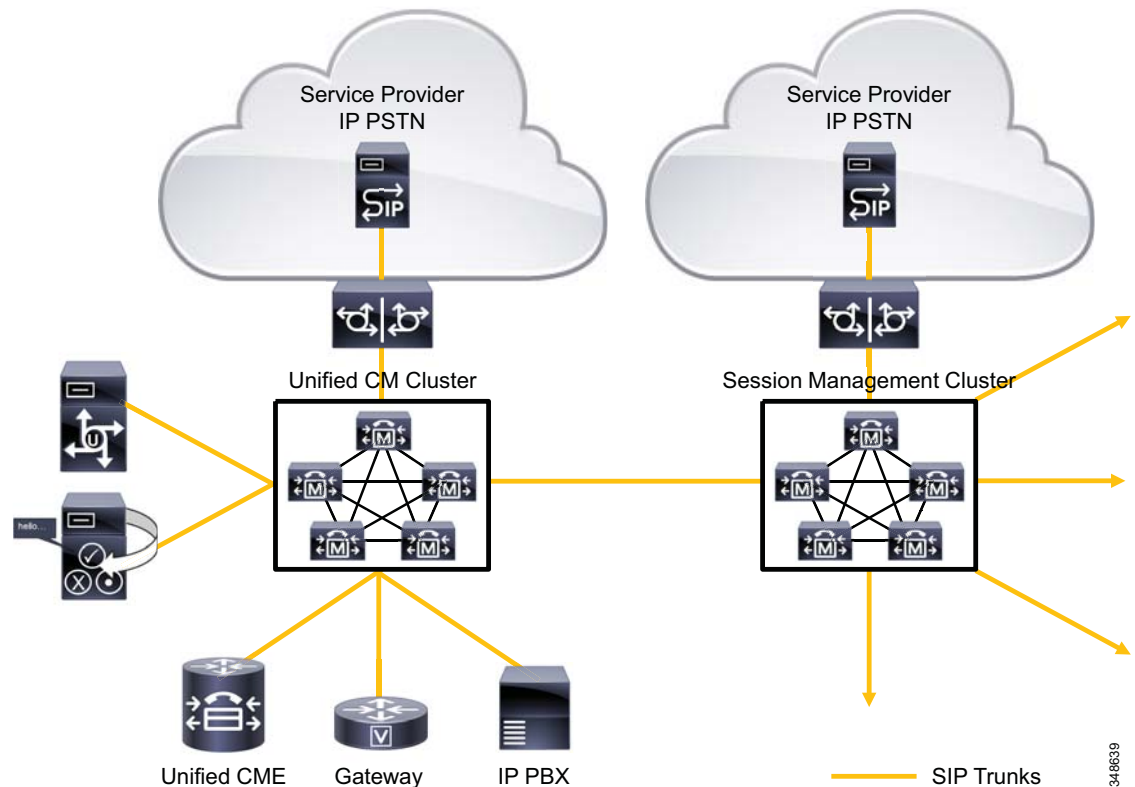 Service Provider
IP PSTN
Service Provider
IP PSTN
SIP
SIP
Unified CM Cluster
Session Management Cluster
U
M
M
M
M
M
M
M
M
M
M
hello...
V
Unified CME
Gateway
IP PBX
SIP Trunks
348639